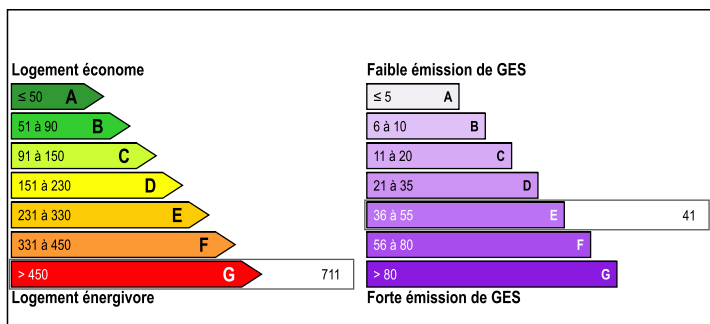 Logement économe
≤ 50 A
51 à 90 B
91 à 150 C
151 à 230 D
231 à 330 E
331 à 450 F
> 450 G 711
Logement énergivore
Faible émission de GES
≤ 5 A
6 à 10 B
11 à 20 C
21 à 35 D
36 à 55 E 41
56 à 80 F
> 80 G
Forte émission de GES